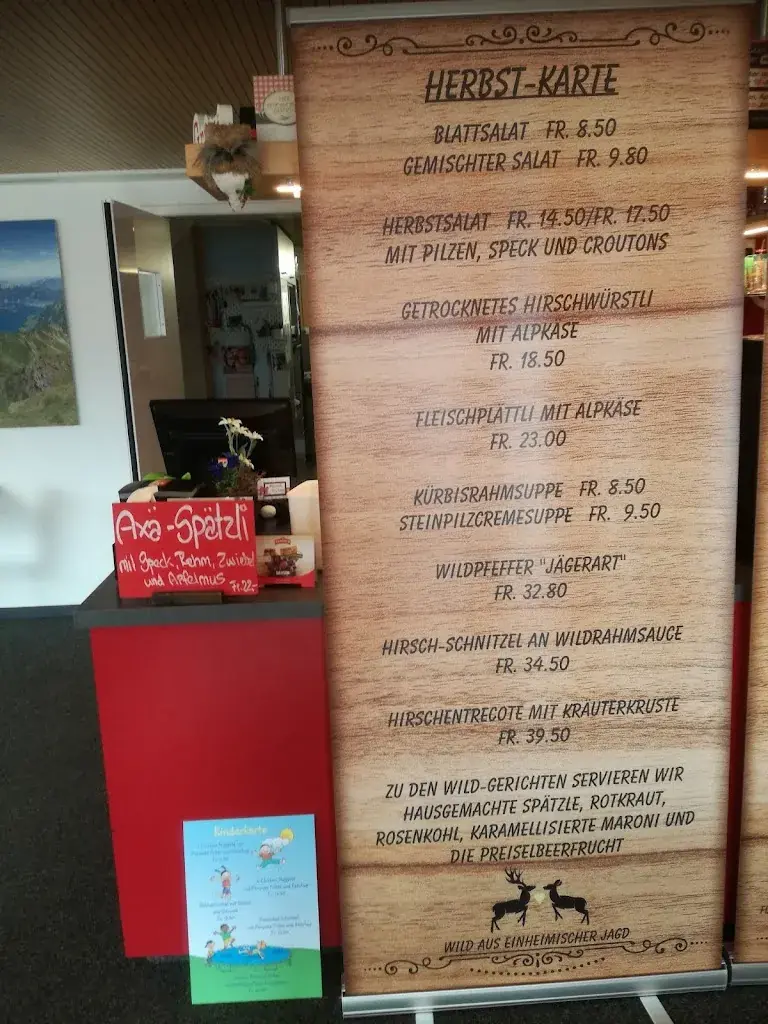 HERBST-KARTE
BLATTSALAT FR. 8.50
GEMISCHTER SALAT FR. 9.80
HERBSTSALAT FR. 14.50/FR. 17.50
MIT PILZEN, SPECK UND CROUTONS
GETROCKNETES HIRSCHWÜRSTLI
MIT ALPKÄSE
FR. 18.50
FLEISCHPLÄTTLI MIT ALPKÄSE
FR. 23.00
KÜRBISRAHMSUPPE FR. 8.50
STEINPILZCREMESUPPE FR. 9.50
WILDPFEFFER "JÄGERART"
FR. 32.80
HIRSCH-SCHNITZEL AN WILDRAHMSAUCE
FR. 34.50
HIRSCHENTRECOTE MIT KRÄUTERKRUSTE
FR. 39.50
ZU DEN WILD-GERICHTEN SERVIEREN WIR
HAUSGEMACHTE SPÄTZLE, ROTKRAUT,
ROSENKOHL, KARAMELLISIERTE MARONI UND
DIE PREISELBEERFRUCHT
WILD AUS EINHEIMISCHER JAGD
Axä-Spätzli
mit Speck, Rahm, Zwiebel
und Apfelmus Fr. 22.-
Kinderkarte